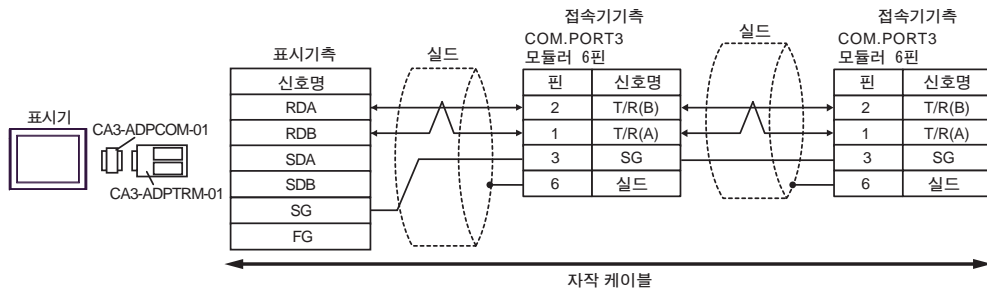 표시기
CA3-ADPCOM-01
CA3-ADPTRM-01
표시기측
신호명
RDA
RDB
SDA
SDB
SG
FG
실드
접속기기측
COM.PORT3
모듈러 6핀
핀 신호명
2 T/R(B)
1 T/R(A)
3 SG
6 실드
실드
접속기기측
COM.PORT3
모듈러 6핀
핀 신호명
2 T/R(B)
1 T/R(A)
3 SG
6 실드
자작 케이블